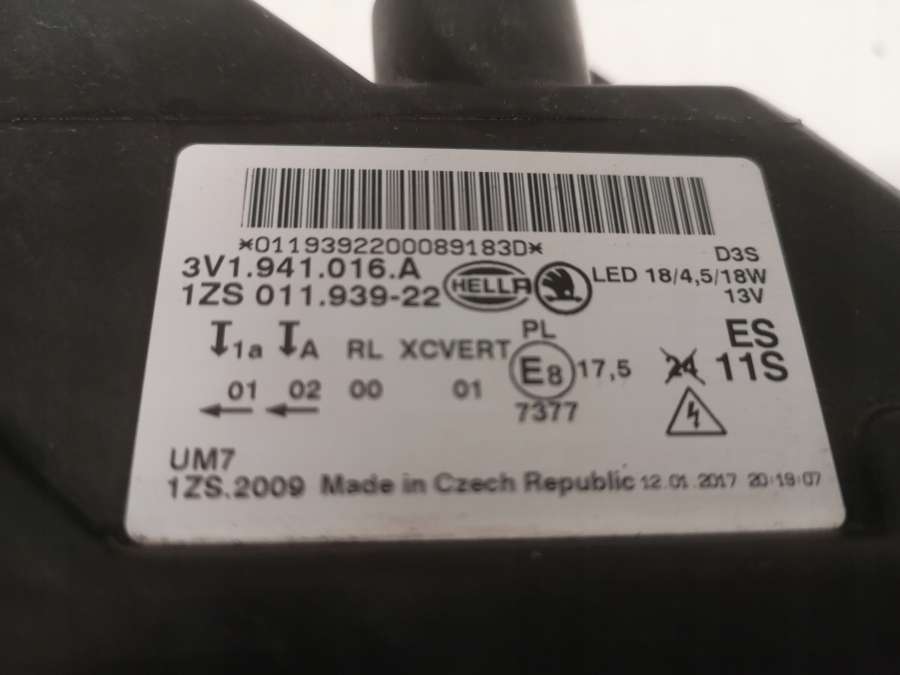 *0119392200089183D*
D3S
3V1.941.016.A
LED 18/4,5/18W
1ZS 011.939-22
HELLA
13V
PL
ES
1a A RL XCVERT E8 17,5 24 11S
01 02 00 01
7377
UM7
1ZS.2009 Made in Czech Republic 12.01.2017 20:19:07